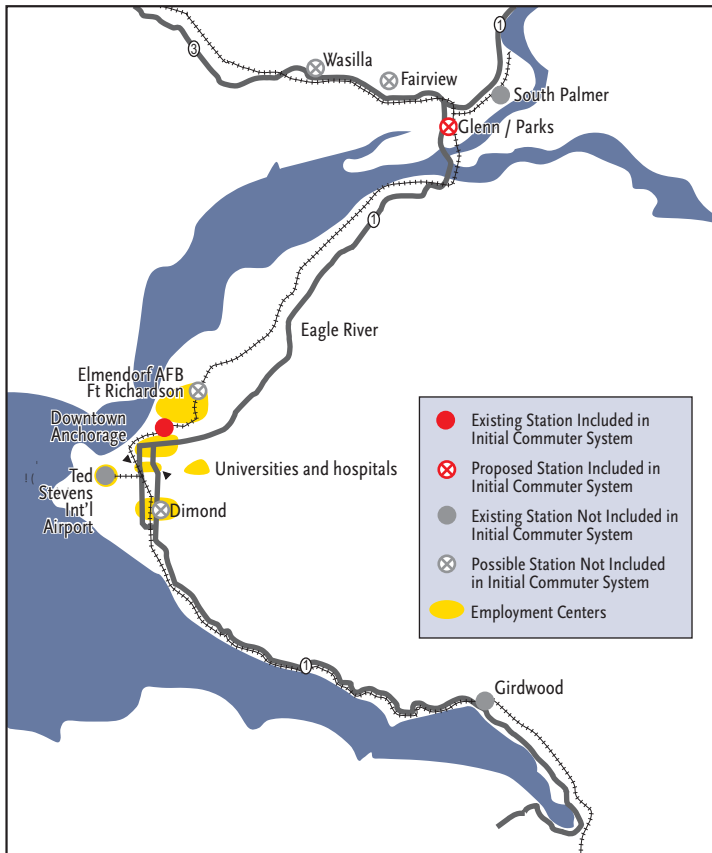 1
3
Wasilla
Fairview
South Palmer
Glenn / Parks
1
Eagle River
Elmendorf AFB
Ft Richardson
Downtown
Anchorage
Universities and hospitals
Ted
Stevens
Int'l
Airport
Dimond
Existing Station Included in
Initial Commuter System
Proposed Station Included in
Initial Commuter System
Existing Station Not Included in
Initial Commuter System
Possible Station Not Included
in Initial Commuter System
Employment Centers
1
Girdwood